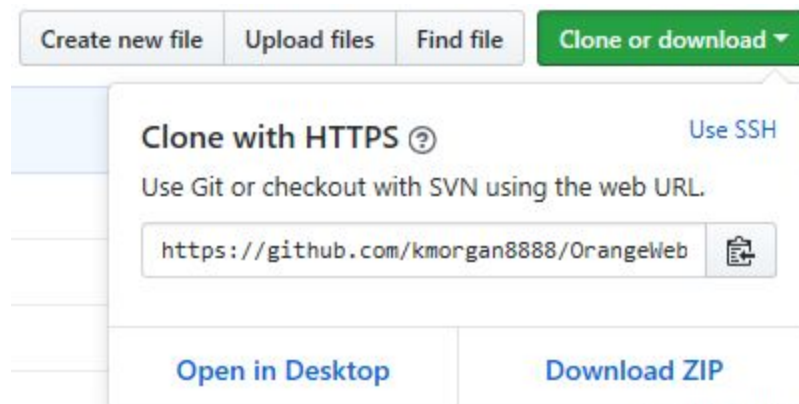 Create new file Upload files Find file Clone or download
Clone with HTTPS ? Use SSH
Use Git or checkout with SVN using the web URL.
https://github.com/kmorgan8888/OrangeWeb
Open in Desktop Download ZIP